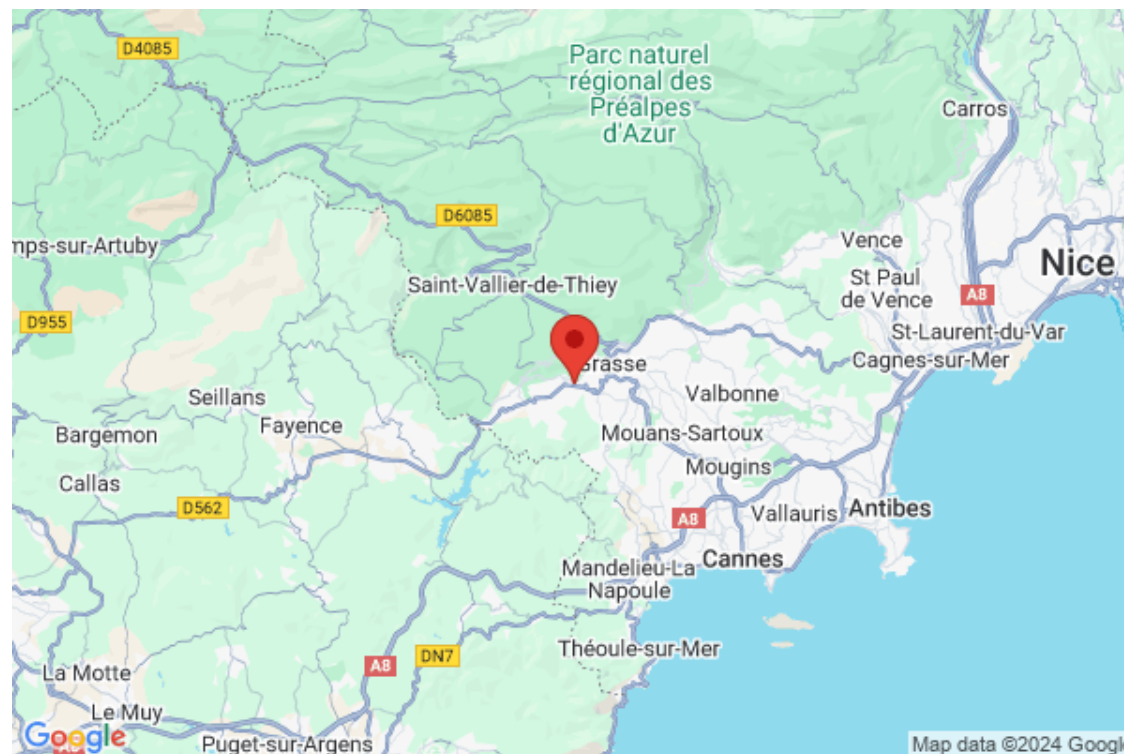 D4085
Parc naturel
régional des
Préalpes
d'Azur
Carros
D6085
mps-sur-Artuby
Vence
Nice
Saint-Vallier-de-Thiey
St Paul
de Vence
A8
D955
St-Laurent-du-Var
Grasse
Cagnes-sur-Mer
Seillans
Valbonne
Fayence
Bargemon
Mouans-Sartoux
Mougins
Callas
D562
A8
Vallauris
Antibes
Cannes
Mandelieu-La
Napoule
Théoule-sur-Mer
DN7
A8
La Motte
Le Muy
Google
A8
Puget-sur-Argens
Map data ©2024 Google